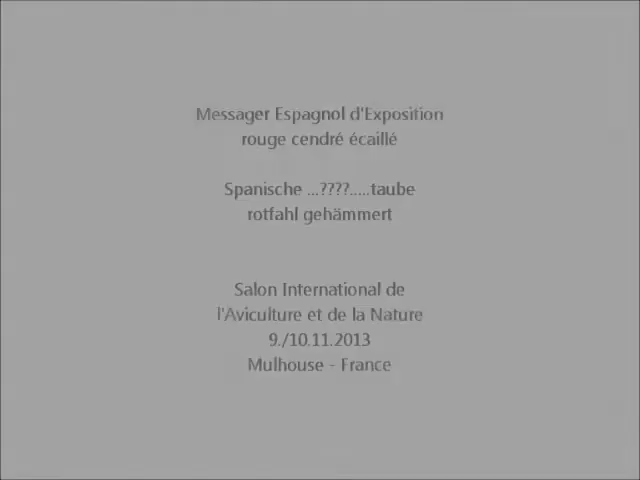 Messager Espagnol d'Exposition
rouge cendré écaillé
Spanische ...????.....taube
rotfahl gehämmert
Salon International de
l'Aviculture et de la Nature
9./10.11.2013
Mulhouse - France